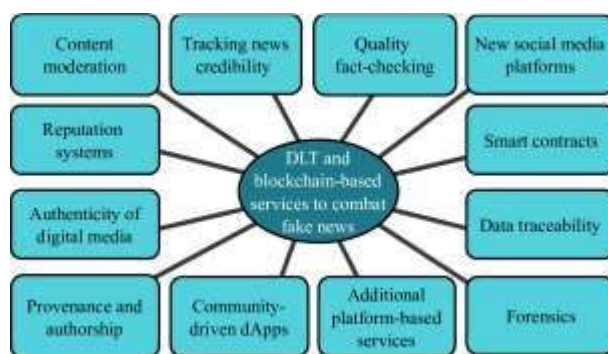 Content
moderation
Tracking news
credibility
Quality
fact-checking
New social media
platforms
Reputation
systems
DLT and
blockchain-based
services to combat
fake news
Smart contracts
Authenticity of
digital media
Data traceability
Provenance and
authorship
Community-
driven dApps
Additional
platform-based
services
Forensics